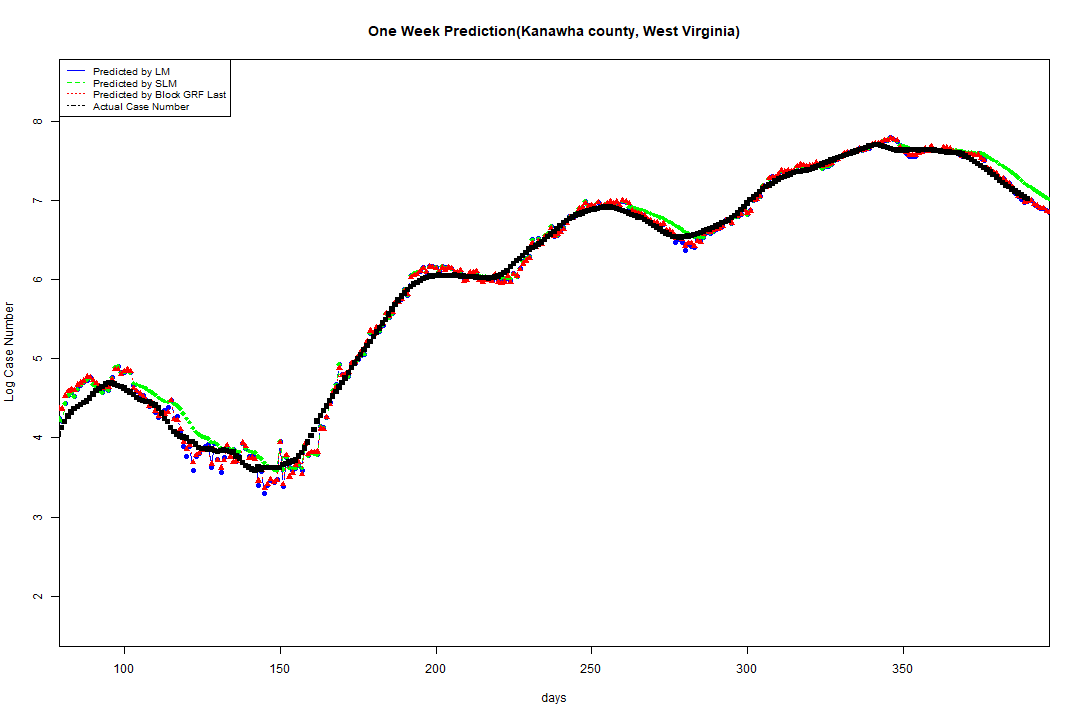 One Week Prediction(Kanawha county, West Virginia)
Predicted by LM
Predicted by SLM
Predicted by Block GRF Last
Actual Case Number
8
7
6
5
4
3
2
Log Case Number
100 150 200 250 300 350
days